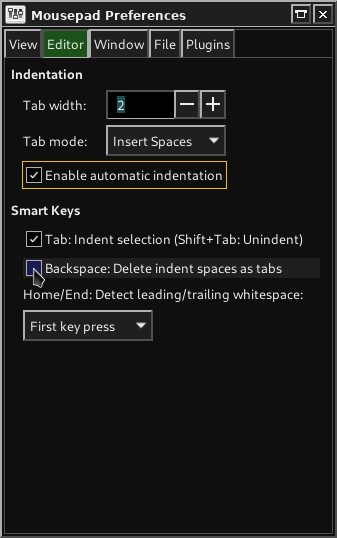 Mousepad Preferences
View Editor Window File Plugins
Indentation
Tab width: 2
Tab mode: Insert Spaces
Enable automatic indentation
Smart Keys
Tab: Indent selection (Shift+Tab: Unindent)
Backspace: Delete indent spaces as tabs
Home/End: Detect leading/trailing whitespace:
First key press